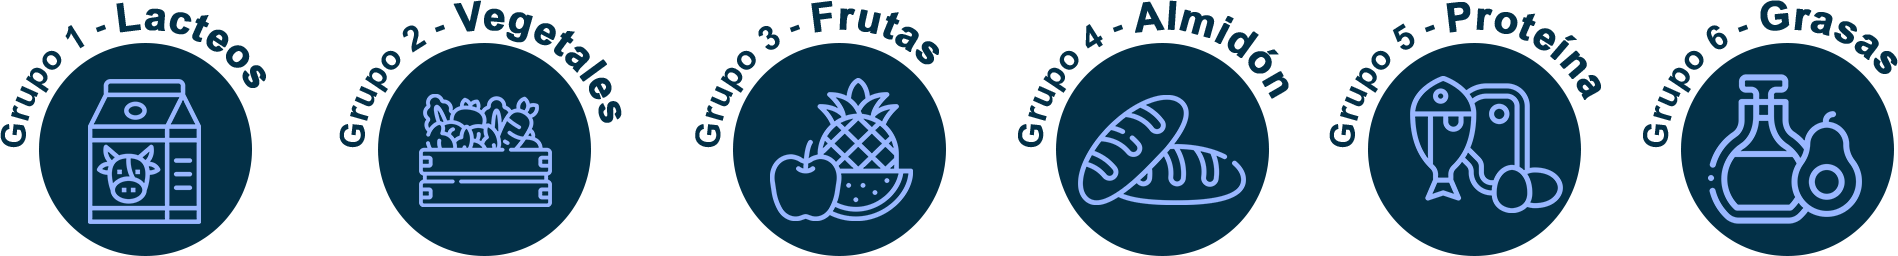 Grupo 1 - Lacteos
Grupo 2 - Vegetales
Grupo 3 - Frutas
Grupo 4 - Almidón
Grupo 5 - Proteína
Grupo 6 - Grasas